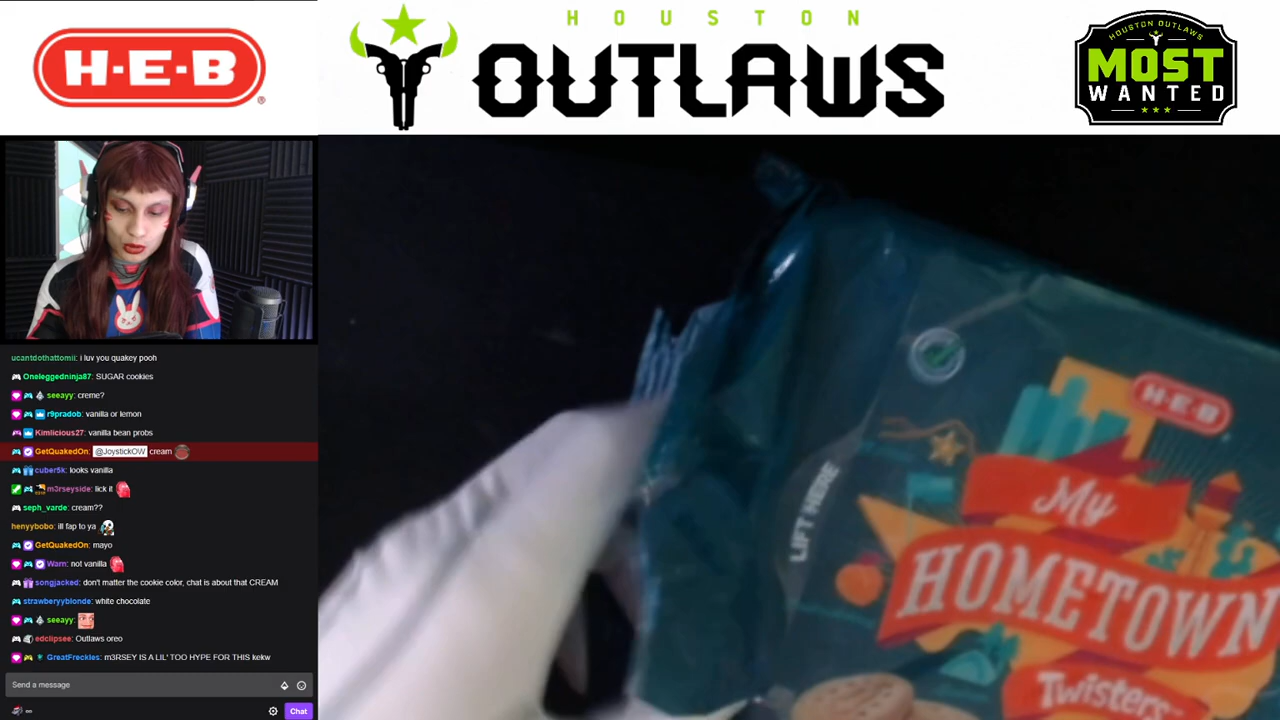 H-E-B
HOUSTON
OUTLAWS
HOUSTON OUTLAWS
MOST
WANTED
ucantdothattomii: i luv you quakey pooh
Oneleggedninja87: SUGAR cookies
seeayy: creme?
r9pradob: vanilla or lemon
Kimlicious27: vanilla bean probs
GetQuakedOn: @JoystickOW cream
cuber5k: looks vanilla
m3rseyside: lick it
seph_varde: cream??
henyybobo: ill fap to ya
GetQuakedOn: mayo
Warn: not vanilla
songjacked: don't matter the cookie color, chat is about that CREAM
strawberyyblonde: white chocolate
seeayy:
edclipsee: Outlaws oreo
GreatFreckles: m3RSEY IS A LIL' TOO HYPE FOR THIS kekw
Send a message
Chat
H-E-B
My
HOMETOWN
Twisters
LIFT HERE